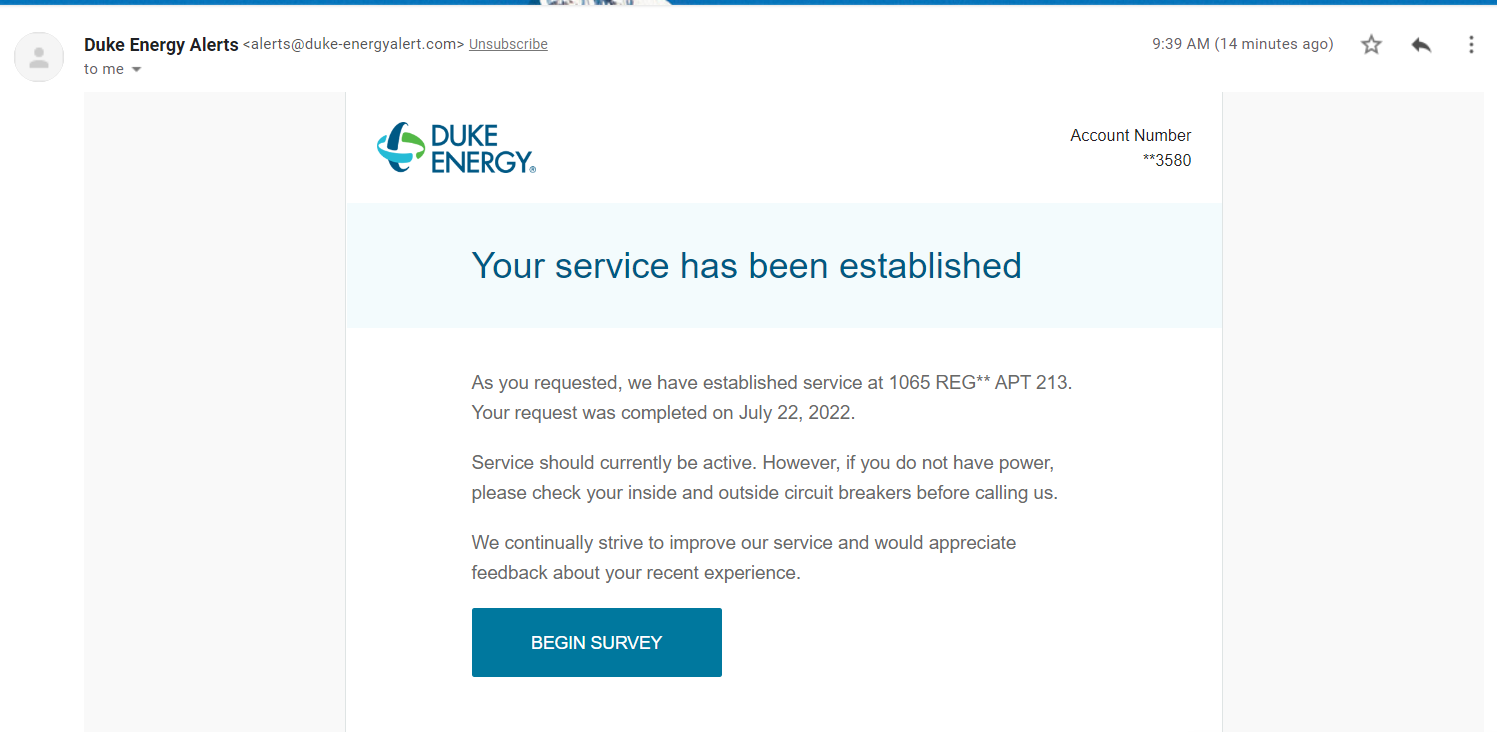 Duke Energy Alerts <alerts@duke-energyalert.com> Unsubscribe 9:39 AM (14 minutes ago)
to me
DUKE
ENERGY®
Account Number
**3580
Your service has been established
As you requested, we have established service at 1065 REG** APT 213.
Your request was completed on July 22, 2022.
Service should currently be active. However, if you do not have power,
please check your inside and outside circuit breakers before calling us.
We continually strive to improve our service and would appreciate
feedback about your recent experience.
BEGIN SURVEY